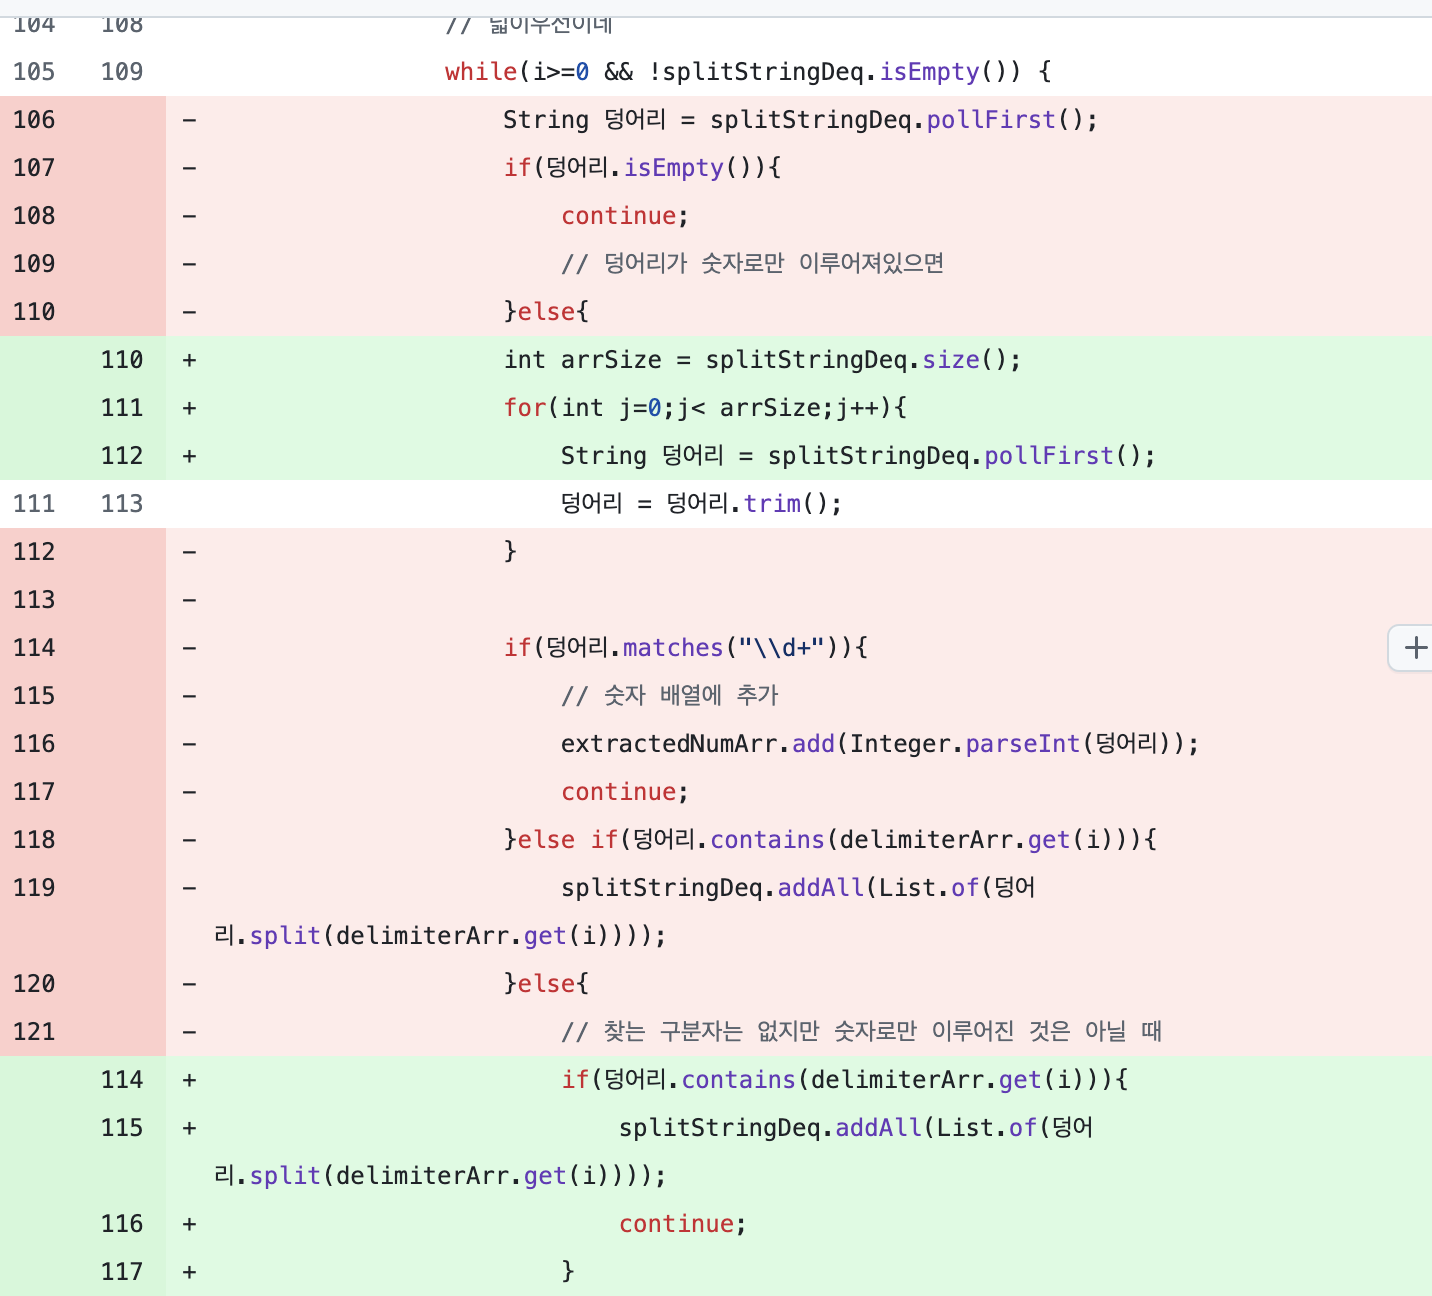 104 108 // 넓이우선이네
105 109 while(i>=0 && !splitStringDeq.isEmpty()) {
106 - String 덩어리 = splitStringDeq.pollFirst();
107 - if(덩어리.isEmpty()){
108 - continue;
109 - // 덩어리가 숫자로만 이루어져있으면
110 - }else{
110 + int arrSize = splitStringDeq.size();
111 + for(int j=0;j< arrSize;j++){
112 + String 덩어리 = splitStringDeq.pollFirst();
111 113 덩어리 = 덩어리.trim();
112 - }
113 -
114 - if(덩어리.matches("\\d+")){
115 - // 숫자 배열에 추가
116 - extractedNumArr.add(Integer.parseInt(덩어리));
117 - continue;
118 - }else if(덩어리.contains(delimiterArr.get(i))){
119 - splitStringDeq.addAll(List.of(덩어
리.split(delimiterArr.get(i))));
120 - }else{
121 - // 찾는 구분자는 없지만 숫자로만 이루어진 것은 아닐 때
114 + if(덩어리.contains(delimiterArr.get(i))){
115 + splitStringDeq.addAll(List.of(덩어
리.split(delimiterArr.get(i))));
116 + continue;
117 + }